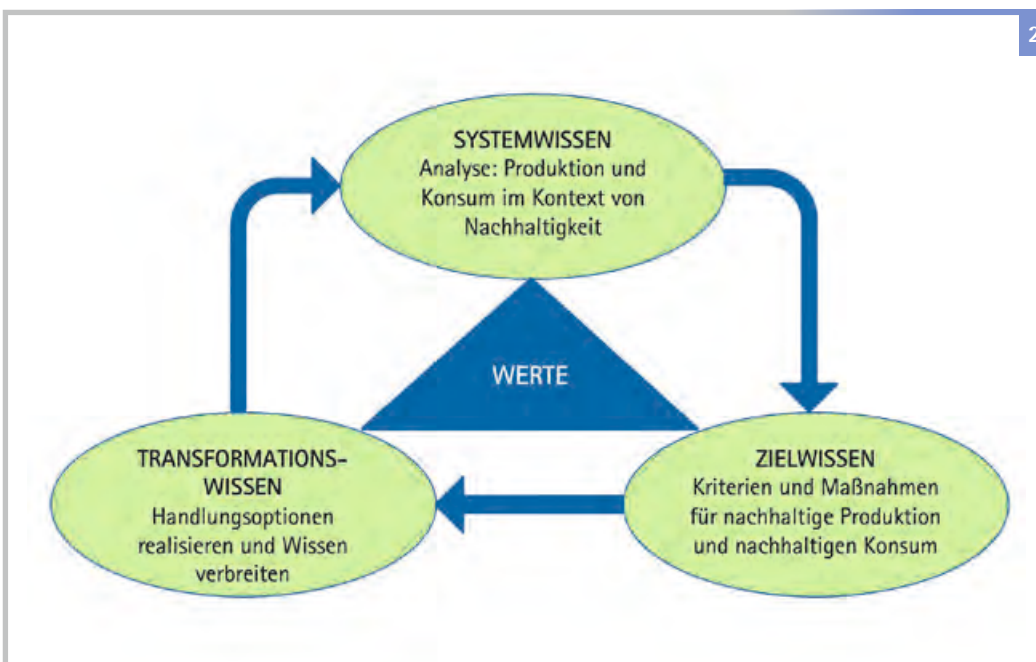 2
SYSTEMWISSEN
Analyse: Produktion und
Konsum im Kontext von
Nachhaltigkeit
WERTE
TRANSFORMATIONS-
WISSEN
Handlungsoptionen
realisieren und Wissen
verbreiten
ZIELWISSEN
Kriterien und Maßnahmen
für nachhaltige Produktion
und nachhaltigen Konsum